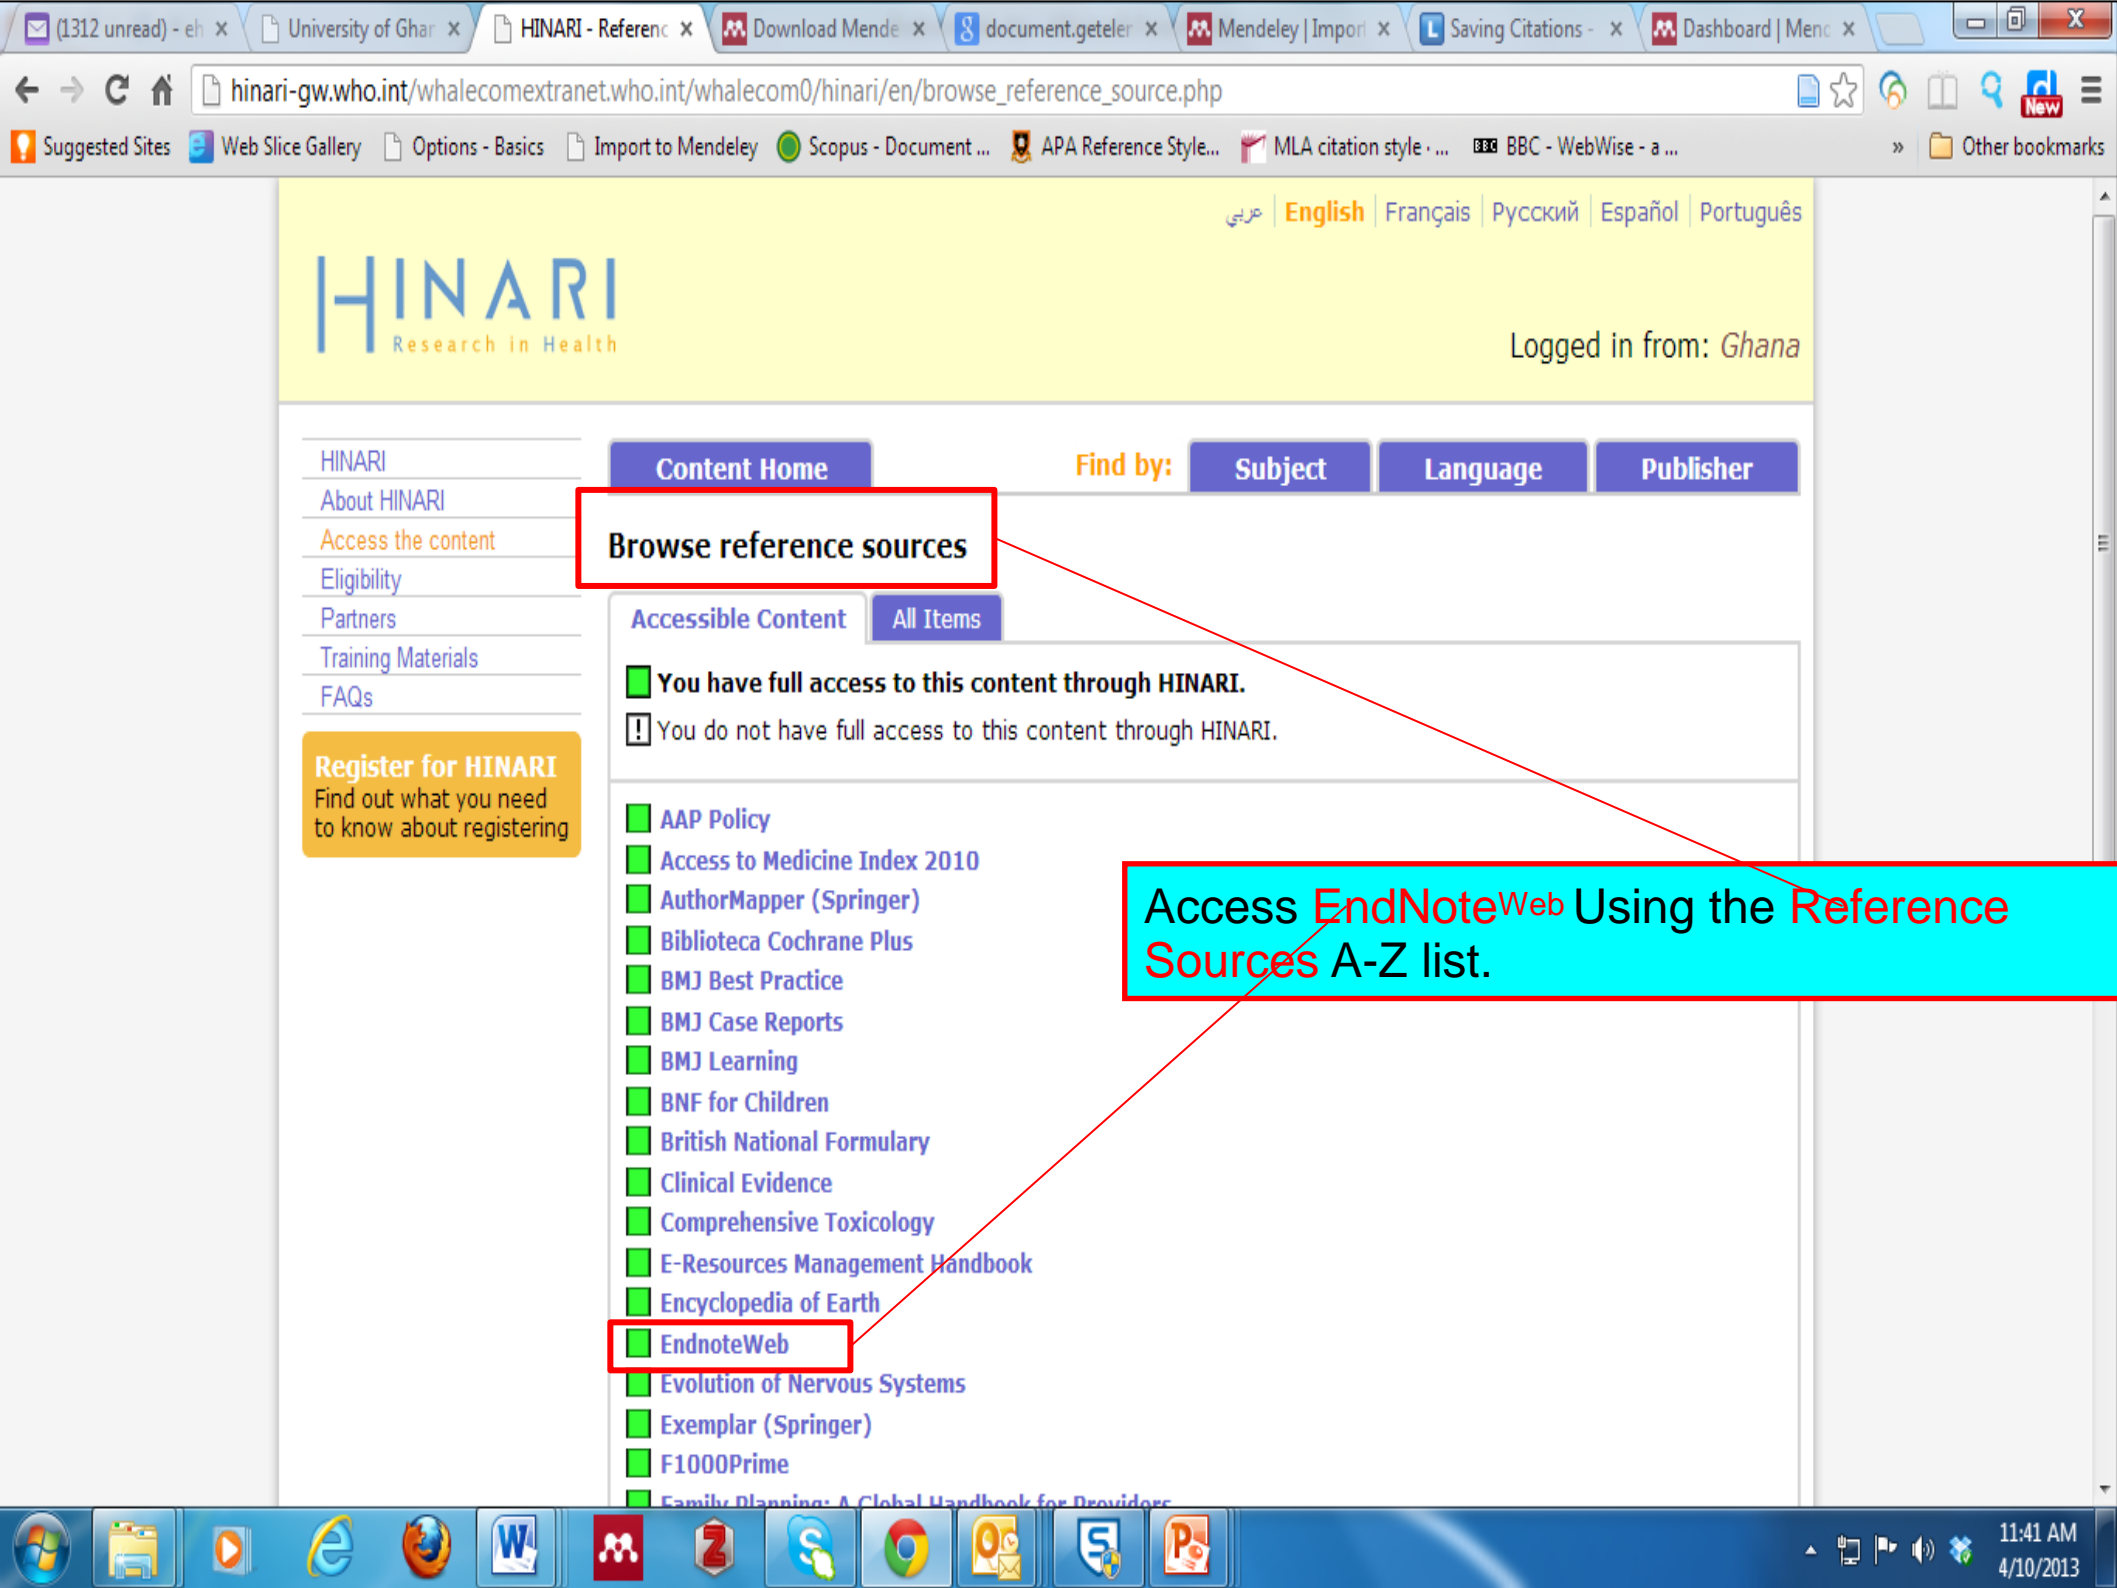 (1312 unread) - eh
University of Ghar
HINARI - Referenc
Download Mende
document.geteler
Mendeley | Import
Saving Citations -
Dashboard | Mend
hinari-gw.who.int/whalecomextranet.who.int/whalecom0/hinari/en/browse_reference_source.php
New
Suggested Sites
Web Slice Gallery
Options - Basics
Import to Mendeley
Scopus - Document ...
APA Reference Style...
MLA citation style · ...
BBC - WebWise - a ...
»
Other bookmarks
عربي | English | Français | Русский | Español | Português
HINARI
Research in Health
Logged in from: Ghana
HINARI
About HINARI
Access the content
Eligibility
Partners
Training Materials
FAQs
Register for HINARI
Find out what you need
to know about registering
Content Home
Find by:
Subject
Language
Publisher
Browse reference sources
Accessible Content
All Items
You have full access to this content through HINARI.
! You do not have full access to this content through HINARI.
AAP Policy
Access to Medicine Index 2010
AuthorMapper (Springer)
Biblioteca Cochrane Plus
BMJ Best Practice
BMJ Case Reports
BMJ Learning
BNF for Children
British National Formulary
Clinical Evidence
Comprehensive Toxicology
E-Resources Management Handbook
Encyclopedia of Earth
EndnoteWeb
Evolution of Nervous Systems
Exemplar (Springer)
F1000Prime
Family Planning: A Global Handbook for Providers
Access EndNoteWeb Using the Reference
Sources A-Z list.
11:41 AM
4/10/2013